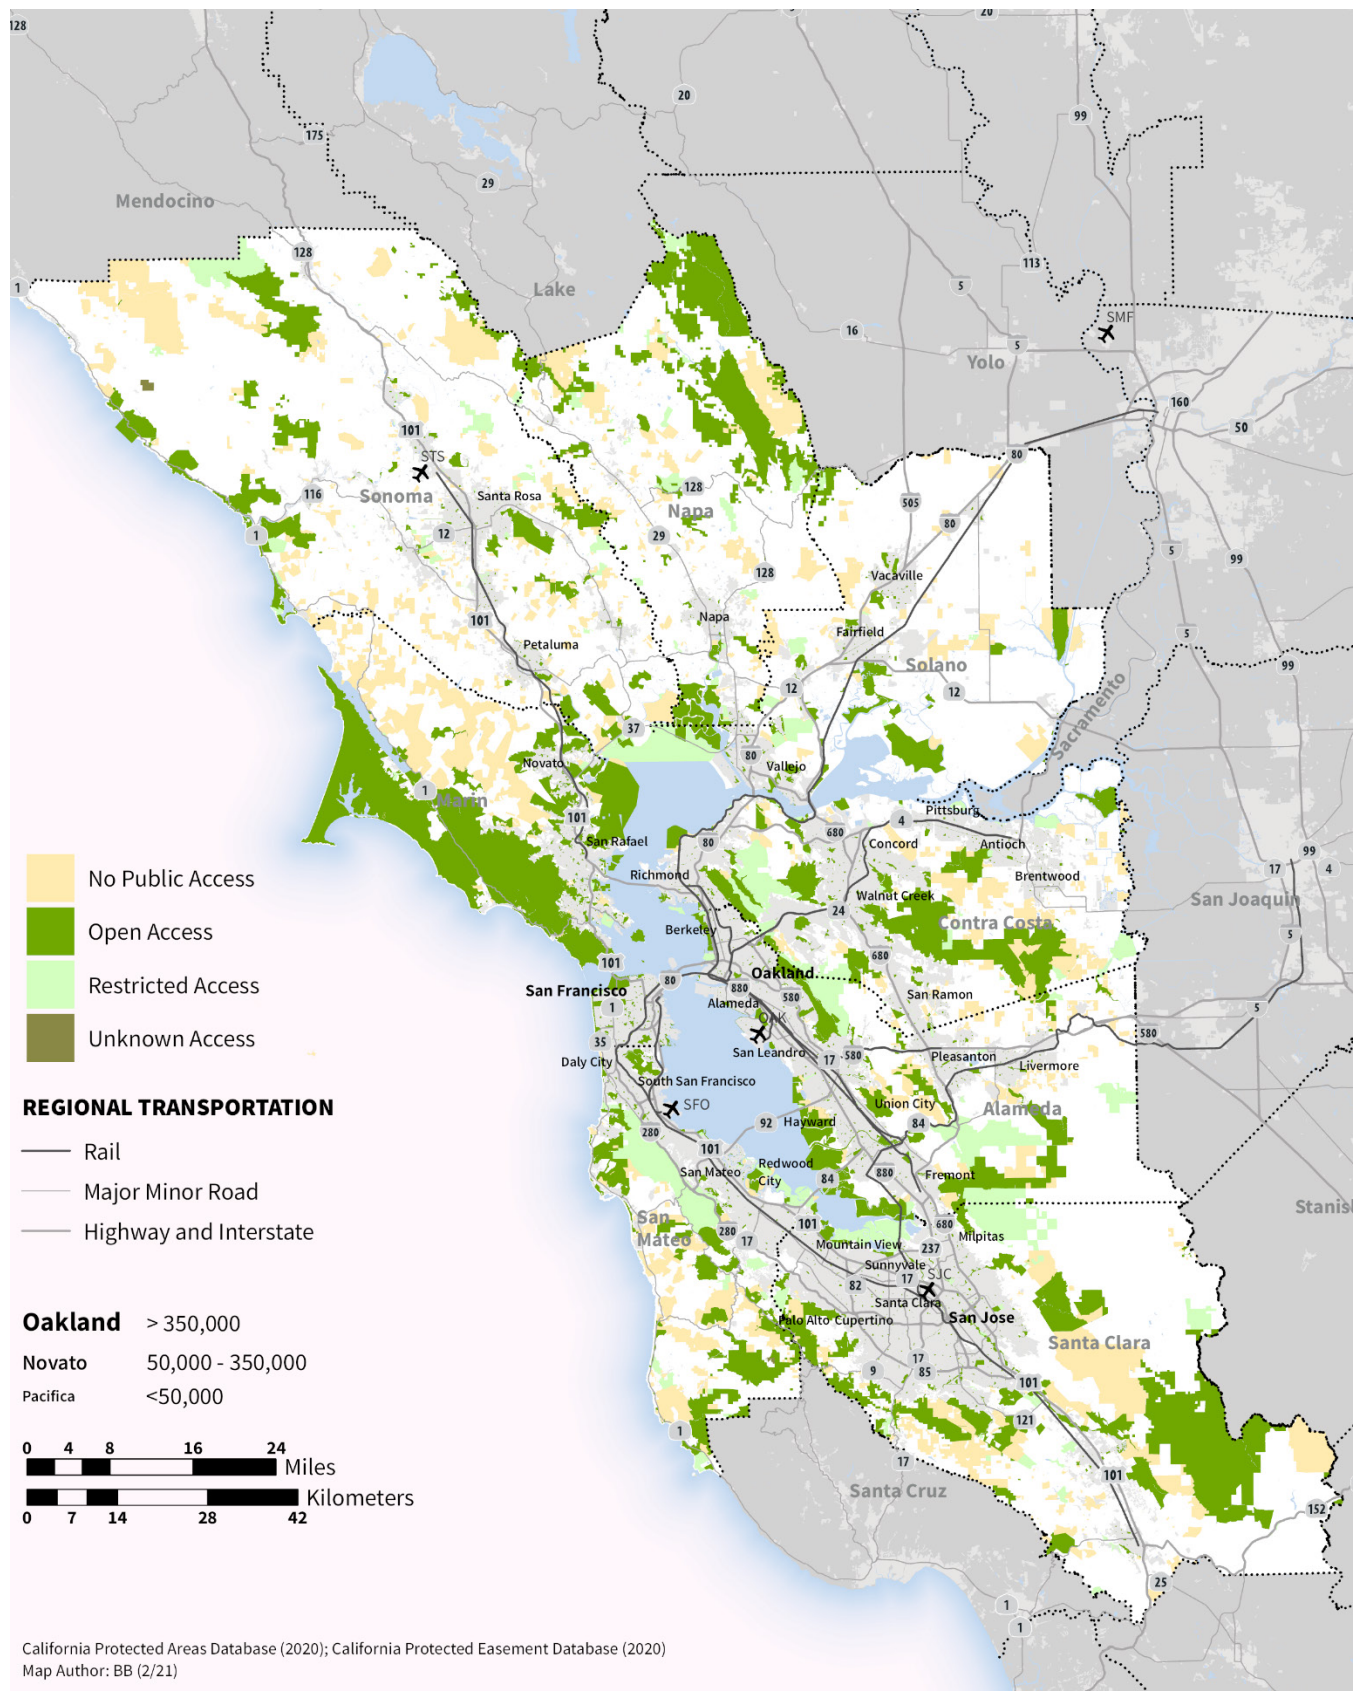 128
20
20
99
175
29
Mendocino
128
113
1
Lake
5
SMF
16
5
Yolo
160
50
101
80
STS
116
Sonoma
Santa Rosa
128
Napa
505
80
1
12
29
5
99
128
Vacaville
101
Napa
Fairfield
5
Petaluma
Solano
99
12
12
Sacramento
37
Novato
80
Vallejo
1
Marin
101
Pittsburg
4
680
San Rafael
80
Concord
Antioch
99
17
4
Richmond
Brentwood
Walnut Creek
San Joaquin
24
Contra Costa
Berkeley
5
680
101
Oakland
80
San Francisco
880
580
San Ramon
Alameda
1
5
OAK
580
35
San Leandro
17
580
Pleasanton
Daly City
Livermore
South San Francisco
SFO
Union City
Alameda
280
92
Hayward
84
101
San Mateo
Redwood
City
84
880
Fremont
Stanisl
San
Mateo
280
17
101
680
Milpitas
Mountain View
237
Sunnyvale
SJC
82
17
Santa Clara
Palo Alto
Cupertino
San Jose
Santa Clara
17
9
85
101
121
1
17
101
Santa Cruz
152
25
1
1
No Public Access
Open Access
Restricted Access
Unknown Access
REGIONAL TRANSPORTATION
Rail
Major Minor Road
Highway and Interstate
Oakland > 350,000
Novato 50,000 - 350,000
Pacifica <50,000
0 4 8 16 24
Miles
Kilometers
0 7 14 28 42
California Protected Areas Database (2020); California Protected Easement Database (2020)
Map Author: BB (2/21)